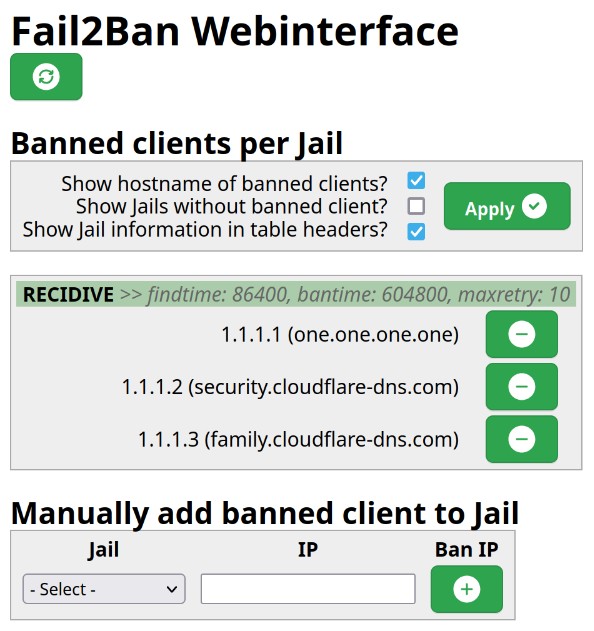 Fail2Ban Webinterface
Banned clients per Jail
Show hostname of banned clients?
Show Jails without banned client?
Apply
Show Jail information in table headers?
RECIDIVE >> findtime: 86400, bantime: 604800, maxretry: 10
1.1.1.1 (one.one.one.one)
1.1.1.2 (security.cloudflare-dns.com)
1.1.1.3 (family.cloudflare-dns.com)
Manually add banned client to Jail
Jail IP Ban IP
- Select -